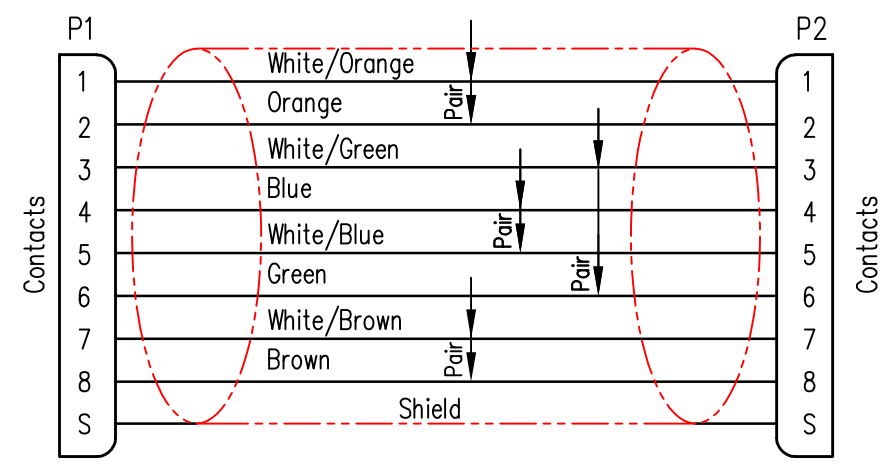 P1 P2
White/Orange
1 Pair 1
Orange
2 2
White/Green
3 3
Blue
4 Pair 4
White/Blue
Contacts 5 Pair 5 Contacts
Green
6 6
White/Brown
7 Pair 7
Brown
8 8
Shield
S S